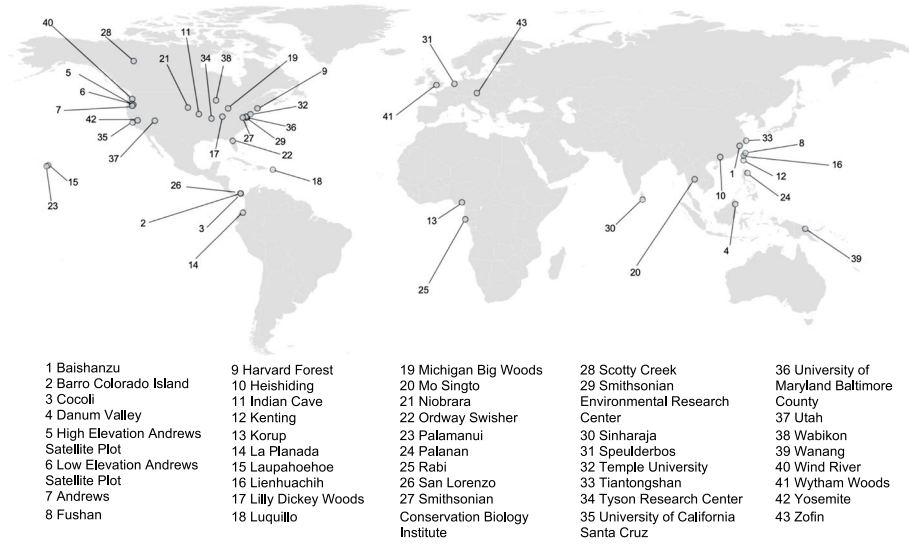 40
28
11
43
34
38
31
19
21
9
5
6
41
32
7
42
33
36
8
35
29
27
17
16
37
22
1
12
15
18
10
24
26
23
13
30
2
3
4
39
14
20
25
1 Baishanzu
2 Barro Colorado Island
3 Cocoli
4 Danum Valley
5 High Elevation Andrews
Satellite Plot
6 Low Elevation Andrews
Satellite Plot
7 Andrews
8 Fushan
9 Harvard Forest
10 Heishiding
11 Indian Cave
12 Kenting
13 Korup
14 La Planada
15 Laupahoehoe
16 Lienhuachih
17 Lilly Dickey Woods
18 Luquillo
19 Michigan Big Woods
20 Mo Singto
21 Niobrara
22 Ordway Swisher
23 Palamanui
24 Palanan
25 Rabi
26 San Lorenzo
27 Smithsonian
Conservation Biology
Institute
28 Scotty Creek
29 Smithsonian
Environmental Research
Center
30 Sinharaja
31 Speulderbos
32 Temple University
33 Tiantongshan
34 Tyson Research Center
35 University of California
Santa Cruz
36 University of
Maryland Baltimore
County
37 Utah
38 Wabikon
39 Wanang
40 Wind River
41 Wytham Woods
42 Yosemite
43 Zofin